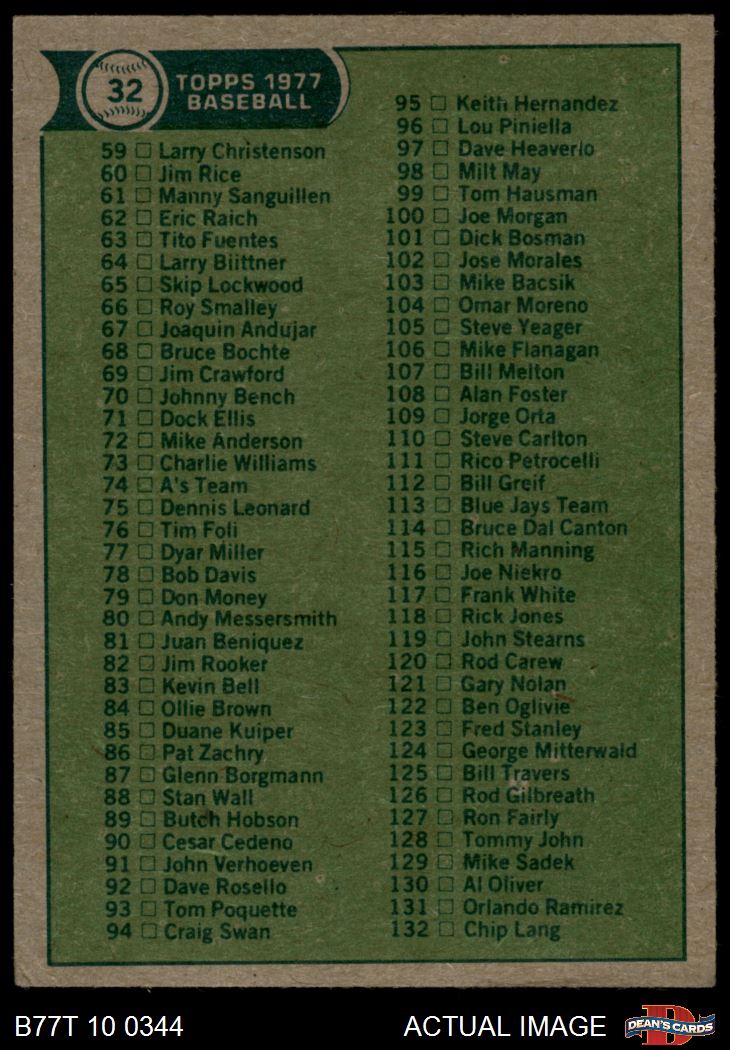 32
TOPPS 1977
BASEBALL
59 Larry Christenson
60 Jim Rice
61 Manny Sanguillen
62 Eric Raich
63 Tito Fuentes
64 Larry Biittner
65 Skip Lockwood
66 Roy Smalley
67 Joaquin Andujar
68 Bruce Bochte
69 Jim Crawford
70 Johnny Bench
71 Dock Ellis
72 Mike Anderson
73 Charlie Williams
74 A's Team
75 Dennis Leonard
76 Tim Foli
77 Dyar Miller
78 Bob Davis
79 Don Money
80 Andy Messersmith
81 Juan Beniquez
82 Jim Rooker
83 Kevin Bell
84 Ollie Brown
85 Duane Kuiper
86 Pat Zachry
87 Glenn Borgmann
88 Stan Wall
89 Butch Hobson
90 Cesar Cedeno
91 John Verhoeven
92 Dave Rosello
93 Tom Poquette
94 Craig Swan
95 Keith Hernandez
96 Lou Piniella
97 Dave Heaverlo
98 Milt May
99 Tom Hausman
100 Joe Morgan
101 Dick Bosman
102 Jose Morales
103 Mike Bacsik
104 Omar Moreno
105 Steve Yeager
106 Mike Flanagan
107 Bill Melton
108 Alan Foster
109 Jorge Orta
110 Steve Carlton
111 Rico Petrocelli
112 Bill Greif
113 Blue Jays Team
114 Bruce Dal Canton
115 Rich Manning
116 Joe Niekro
117 Frank White
118 Rick Jones
119 John Stearns
120 Rod Carew
121 Gary Nolan
122 Ben Oglivie
123 Fred Stanley
124 George Mitterwald
125 Bill Travers
126 Rod Gilbreath
127 Ron Fairly
128 Tommy John
129 Mike Sadek
130 Al Oliver
131 Orlando Ramirez
132 Chip Lang
B77T 10 0344
ACTUAL IMAGE
D
DEAN'S CARDS